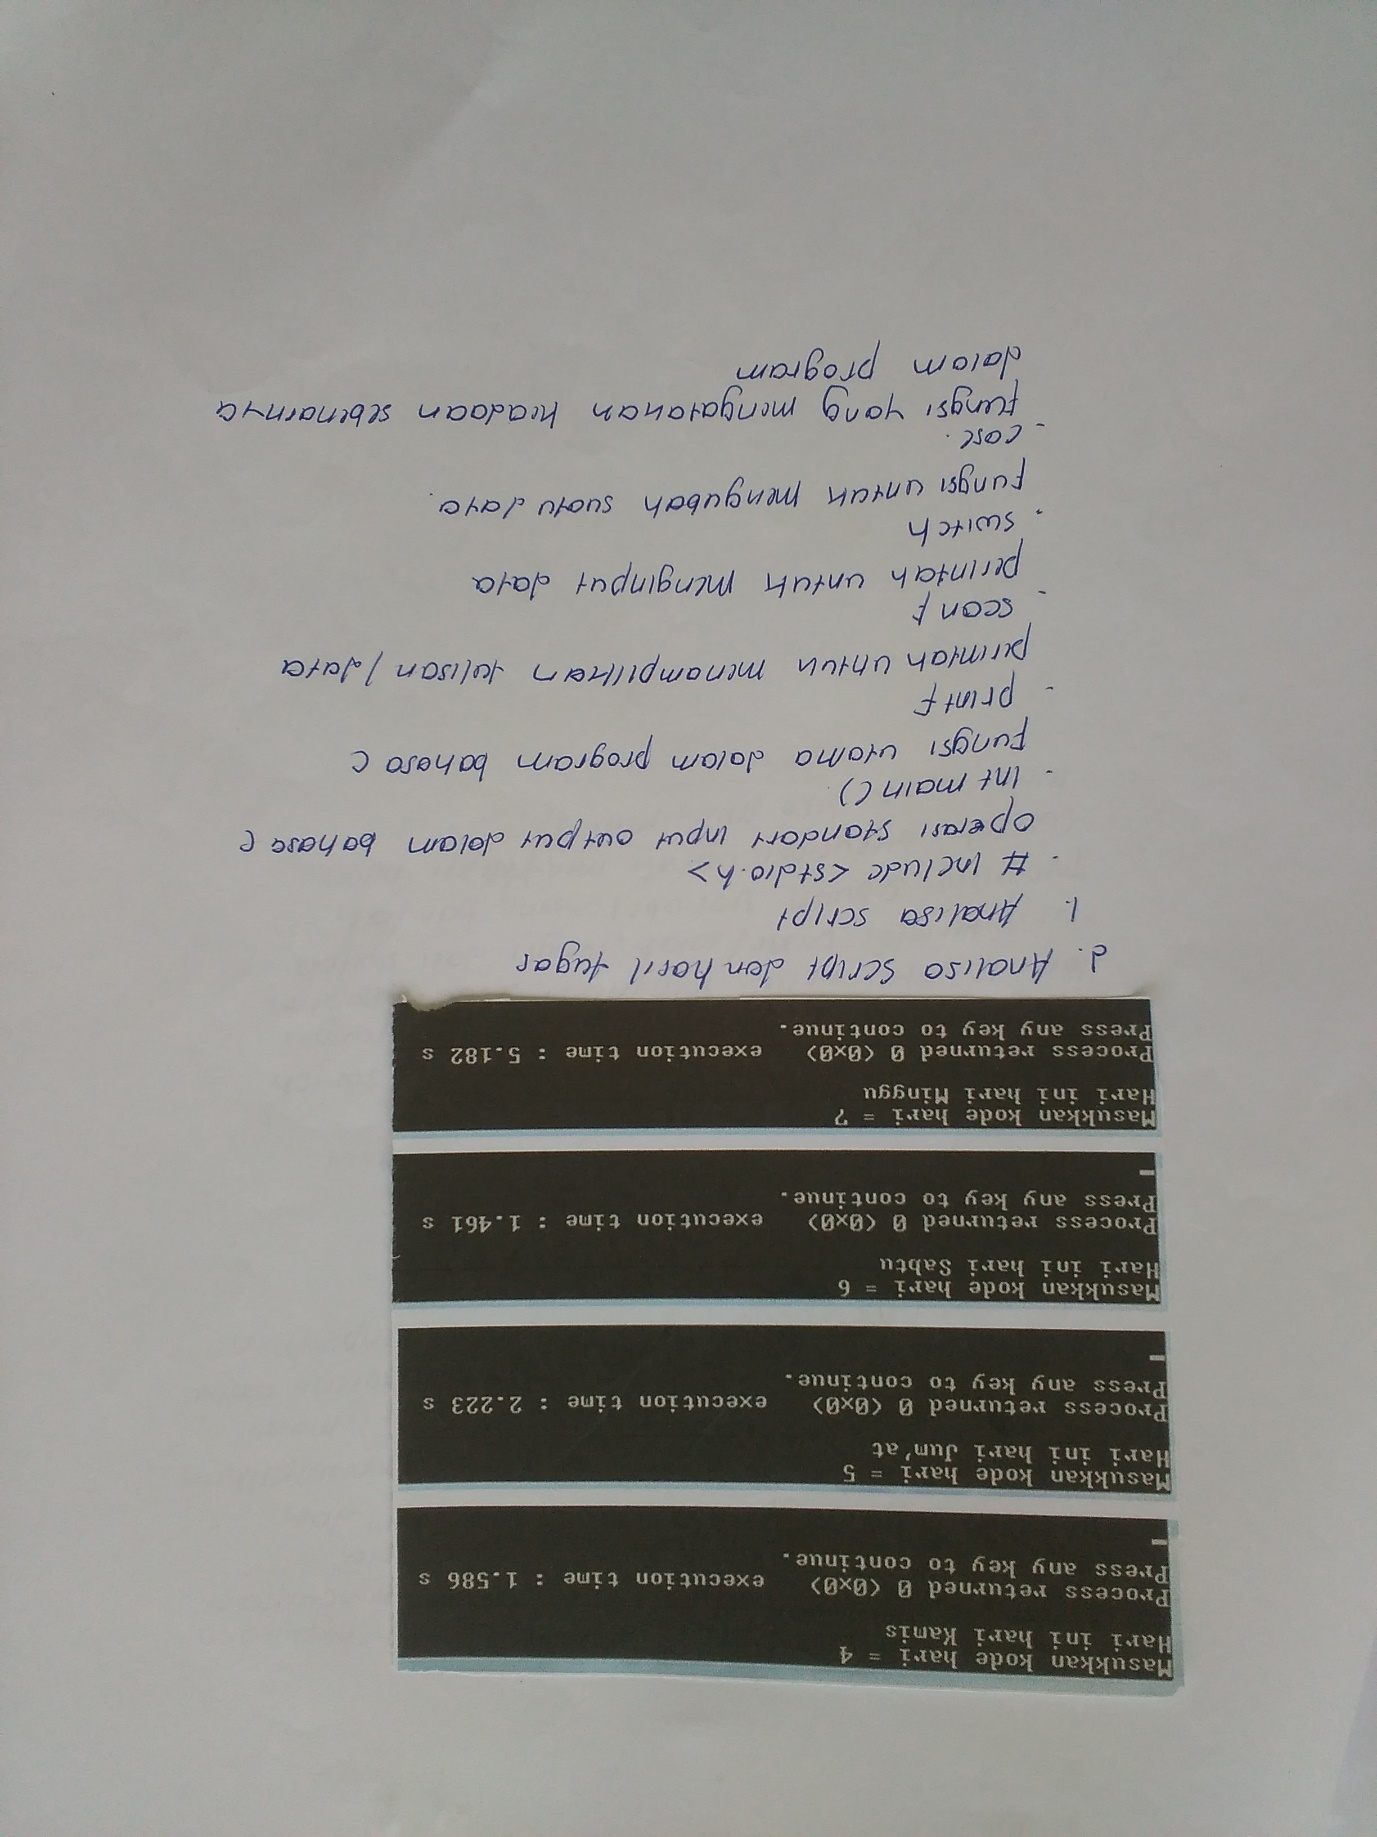 Masukkan kode hari = 4
Hari ini hari Kamis
Process returned 0 (0x0) execution time : 1.586 s
Press any key to continue.
_
Masukkan kode hari = 5
Hari ini hari Jum'at
Process returned 0 (0x0) execution time : 2.223 s
Press any key to continue.
_
Masukkan kode hari = 6
Hari ini hari Sabtu
Process returned 0 (0x0) execution time : 1.461 s
Press any key to continue.
_
Masukkan kode hari = 7
Hari ini hari Minggu
Process returned 0 (0x0) execution time : 5.182 s
Press any key to continue.
2. Analisa script dan hasil tugas
1. Analisa script
- # include <stdio.h>
operasi standart input output dalam bahasa C
- int main ()
Fungsi utama dalam program bahasa C
- printf
perintah untuk menampilkan tulisan / data
- scanf
perintah untuk menginput data
- switch
Fungsi untuk mengubah suatu data.
- case.
fungsi yang mengatakan keadaan sebenarnya
dalam program